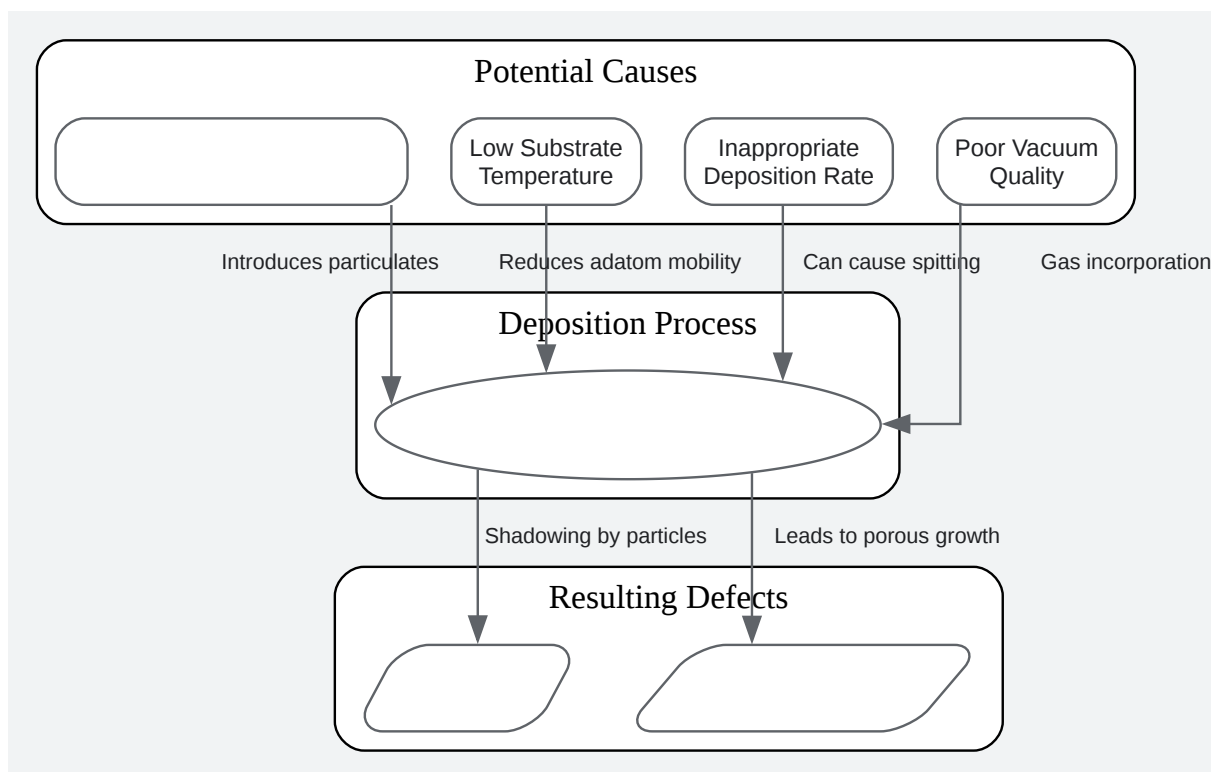 Potential Causes
Low Substrate
Temperature
Inappropriate
Deposition Rate
Poor Vacuum
Quality
Introduces particulates
Reduces adatom mobility
Can cause spitting
Gas incorporation
Deposition Process
Shadowing by particles
Leads to porous growth
Resulting Defects